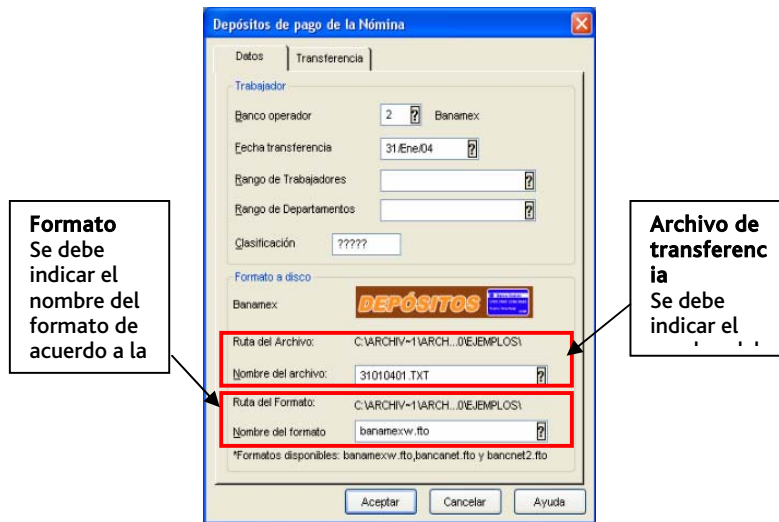 Depósitos de pago de la Nómina
Datos
Transferencia
Trabajador
Banco operador
2 ? Banamex
Fecha transferencia
31/Ene/04 ?
Rango de Trabajadores
?
Rango de Departamentos
?
Clasificación
?????
Formato a disco
Banamex
DEPÓSITOS
Ruta del Archivo:
C:\ARCHIV~1\ARCH...0\EJEMPLOS\
Nombre del archivo:
31010401.TXT ?
Ruta del Formato:
C:\ARCHIV~1\ARCH...0\EJEMPLOS\
Nombre del formato
banamexw.fto ?
*Formatos disponibles: banamexw.fto,bancanet.fto y bancnet2.fto
Aceptar
Cancelar
Ayuda
Formato
Se debe
indicar el
nombre del
formato de
acuerdo a la
Archivo de
transferenc
ia
Se debe
indicar el